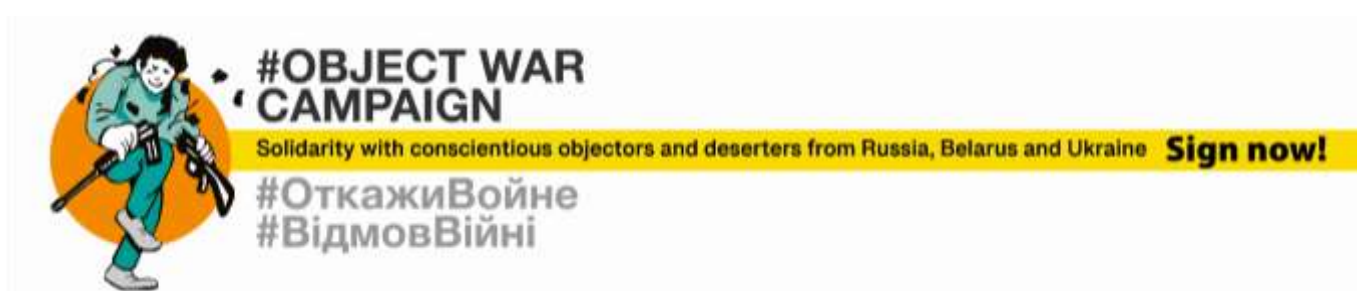 #OBJECT WAR
CAMPAIGN
Solidarity with conscientious objectors and deserters from Russia, Belarus and Ukraine Sign now!
#ОткажиВойне
#ВідмовВійні